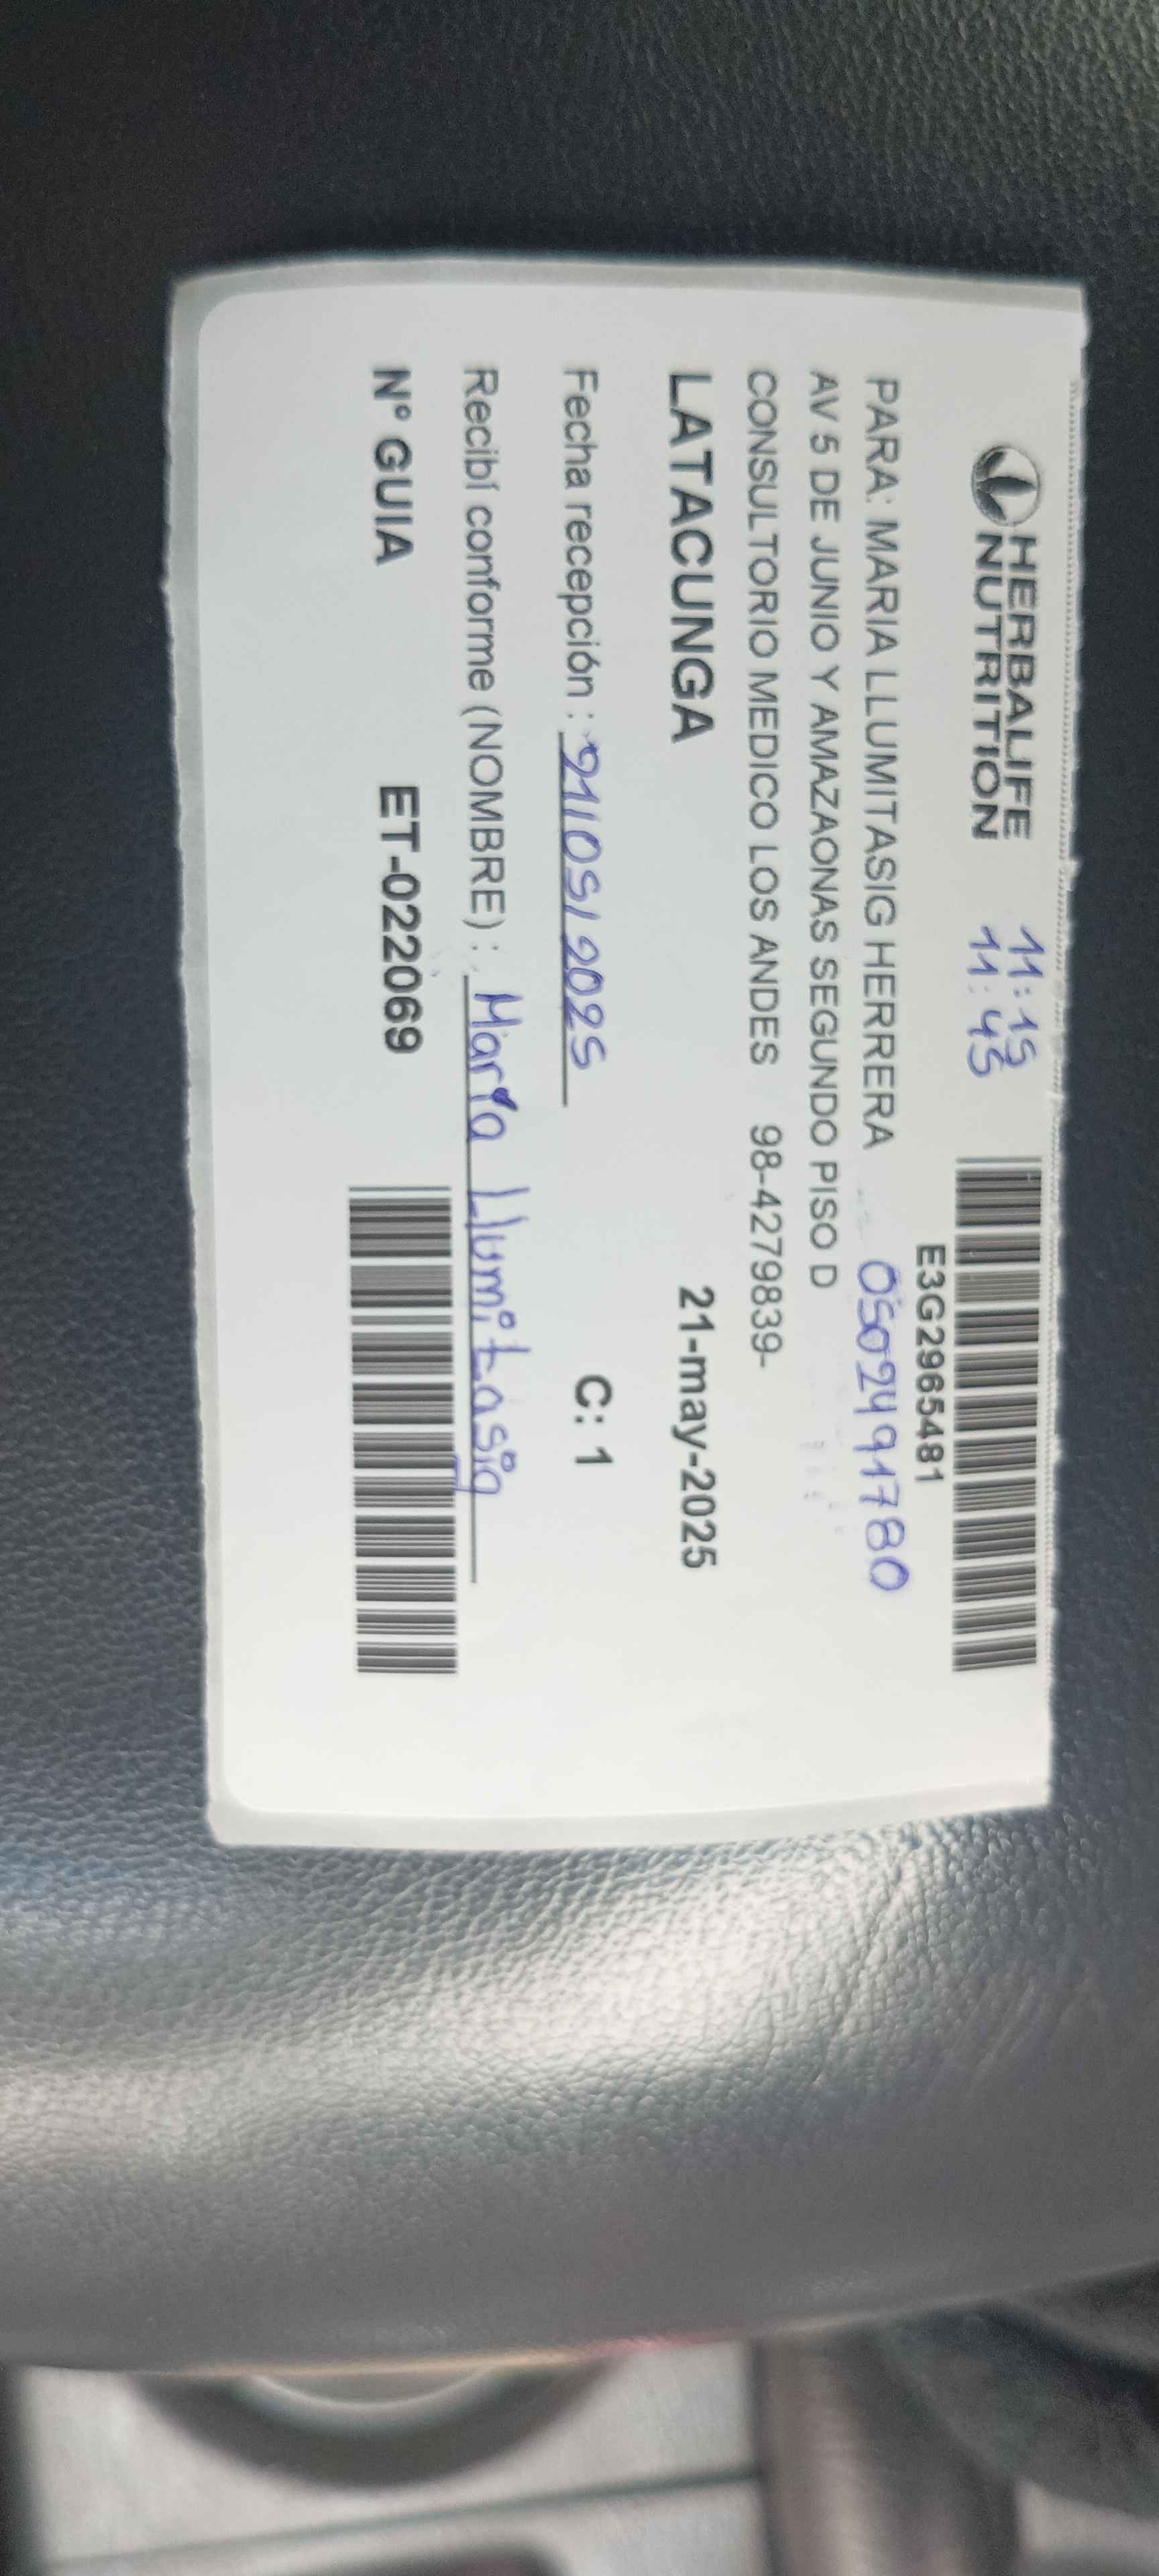 HERBALIFE
NUTRITION
11:15
11:45
E3G2965481
PARA: MARIA LLUMITASIG HERRERA 0502491780
AV 5 DE JUNIO Y AMAZAONAS SEGUNDO PISO D
CONSULTORIO MEDICO LOS ANDES 98-4279839-
LATACUNGA 21-may-2025
Fecha recepción : 21/05/2025 C: 1
Recibí conforme (NOMBRE) : María Llumitasig
N° GUIA ET-022069